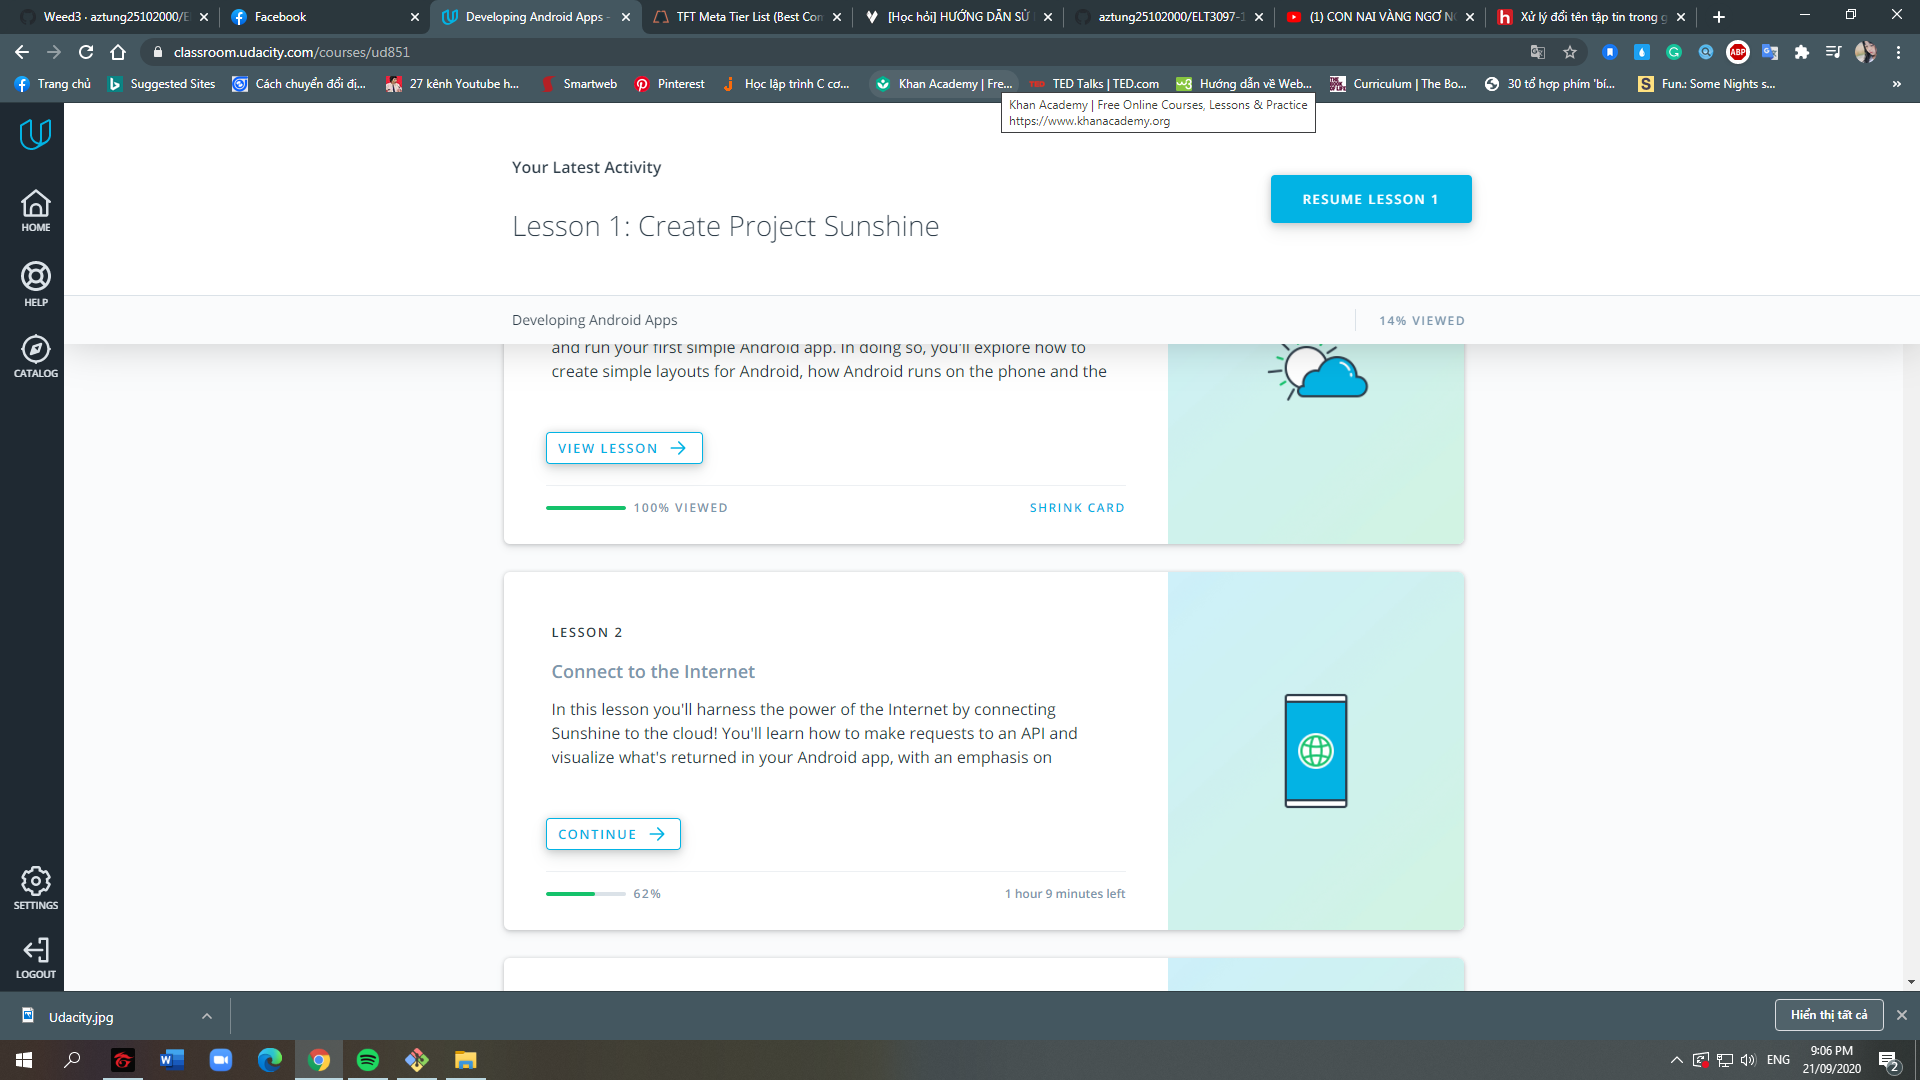 Weed3 · aztung25102000/E
Facebook
Developing Android Apps -
TFT Meta Tier List (Best Com
[Học hỏi] HƯỚNG DẪN SỬ
aztung25102000/ELT3097-1
(1) CON NAI VÀNG NGƠ N
Xử lý đổi tên tập tin trong g
classroom.udacity.com/courses/ud851
Trang chủ
Suggested Sites
Cách chuyển đổi đị...
27 kênh Youtube h...
Smartweb
Pinterest
Học lập trình C cơ...
Khan Academy | Fre...
TED Talks | TED.com
Hướng dẫn về Web...
Curriculum | The Bo...
30 tổ hợp phím 'bí...
Fun.: Some Nights s...
»
Khan Academy | Free Online Courses, Lessons & Practice
https://www.khanacademy.org
Your Latest Activity
RESUME LESSON 1
Lesson 1: Create Project Sunshine
HOME
HELP
CATALOG
SETTINGS
LOGOUT
Developing Android Apps
14% VIEWED
and run your first simple Android app. In doing so, you'll explore how to
create simple layouts for Android, how Android runs on the phone and the
VIEW LESSON
100% VIEWED
SHRINK CARD
LESSON 2
Connect to the Internet
In this lesson you'll harness the power of the Internet by connecting
Sunshine to the cloud! You'll learn how to make requests to an API and
visualize what's returned in your Android app, with an emphasis on
CONTINUE
62%
1 hour 9 minutes left
Udacity.jpg
Hiển thị tất cả
ENG
9:06 PM
21/09/2020
2